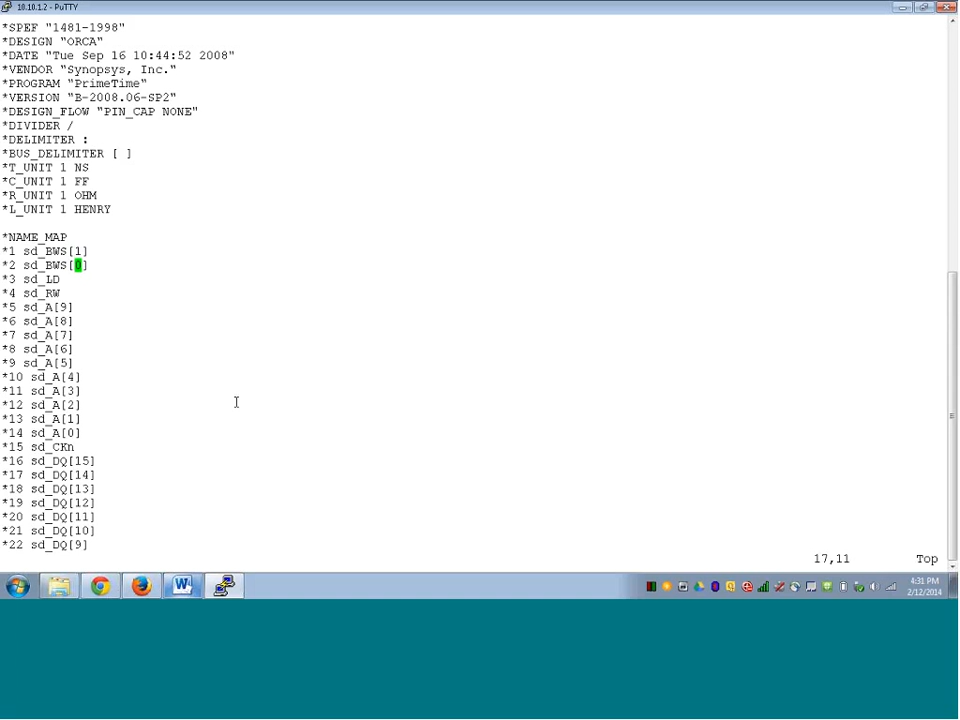 10.10.1.2 - PuTTY
*SPEF "1481-1998"
*DESIGN "ORCA"
*DATE "Tue Sep 16 10:44:52 2008"
*VENDOR "Synopsys, Inc."
*PROGRAM "PrimeTime"
*VERSION "B-2008.06-SP2"
*DESIGN_FLOW "PIN_CAP NONE"
*DIVIDER /
*DELIMITER :
*BUS_DELIMITER [ ]
*T_UNIT 1 NS
*C_UNIT 1 FF
*R_UNIT 1 OHM
*L_UNIT 1 HENRY
*NAME_MAP
*1 sd_BWS[1]
*2 sd_BWS[0]
*3 sd_LD
*4 sd_RW
*5 sd_A[9]
*6 sd_A[8]
*7 sd_A[7]
*8 sd_A[6]
*9 sd_A[5]
*10 sd_A[4]
*11 sd_A[3]
*12 sd_A[2]
*13 sd_A[1]
*14 sd_A[0]
*15 sd_CKn
*16 sd_DQ[15]
*17 sd_DQ[14]
*18 sd_DQ[13]
*19 sd_DQ[12]
*20 sd_DQ[11]
*21 sd_DQ[10]
*22 sd_DQ[9]
17,11 Top
4:31 PM
2/12/2014